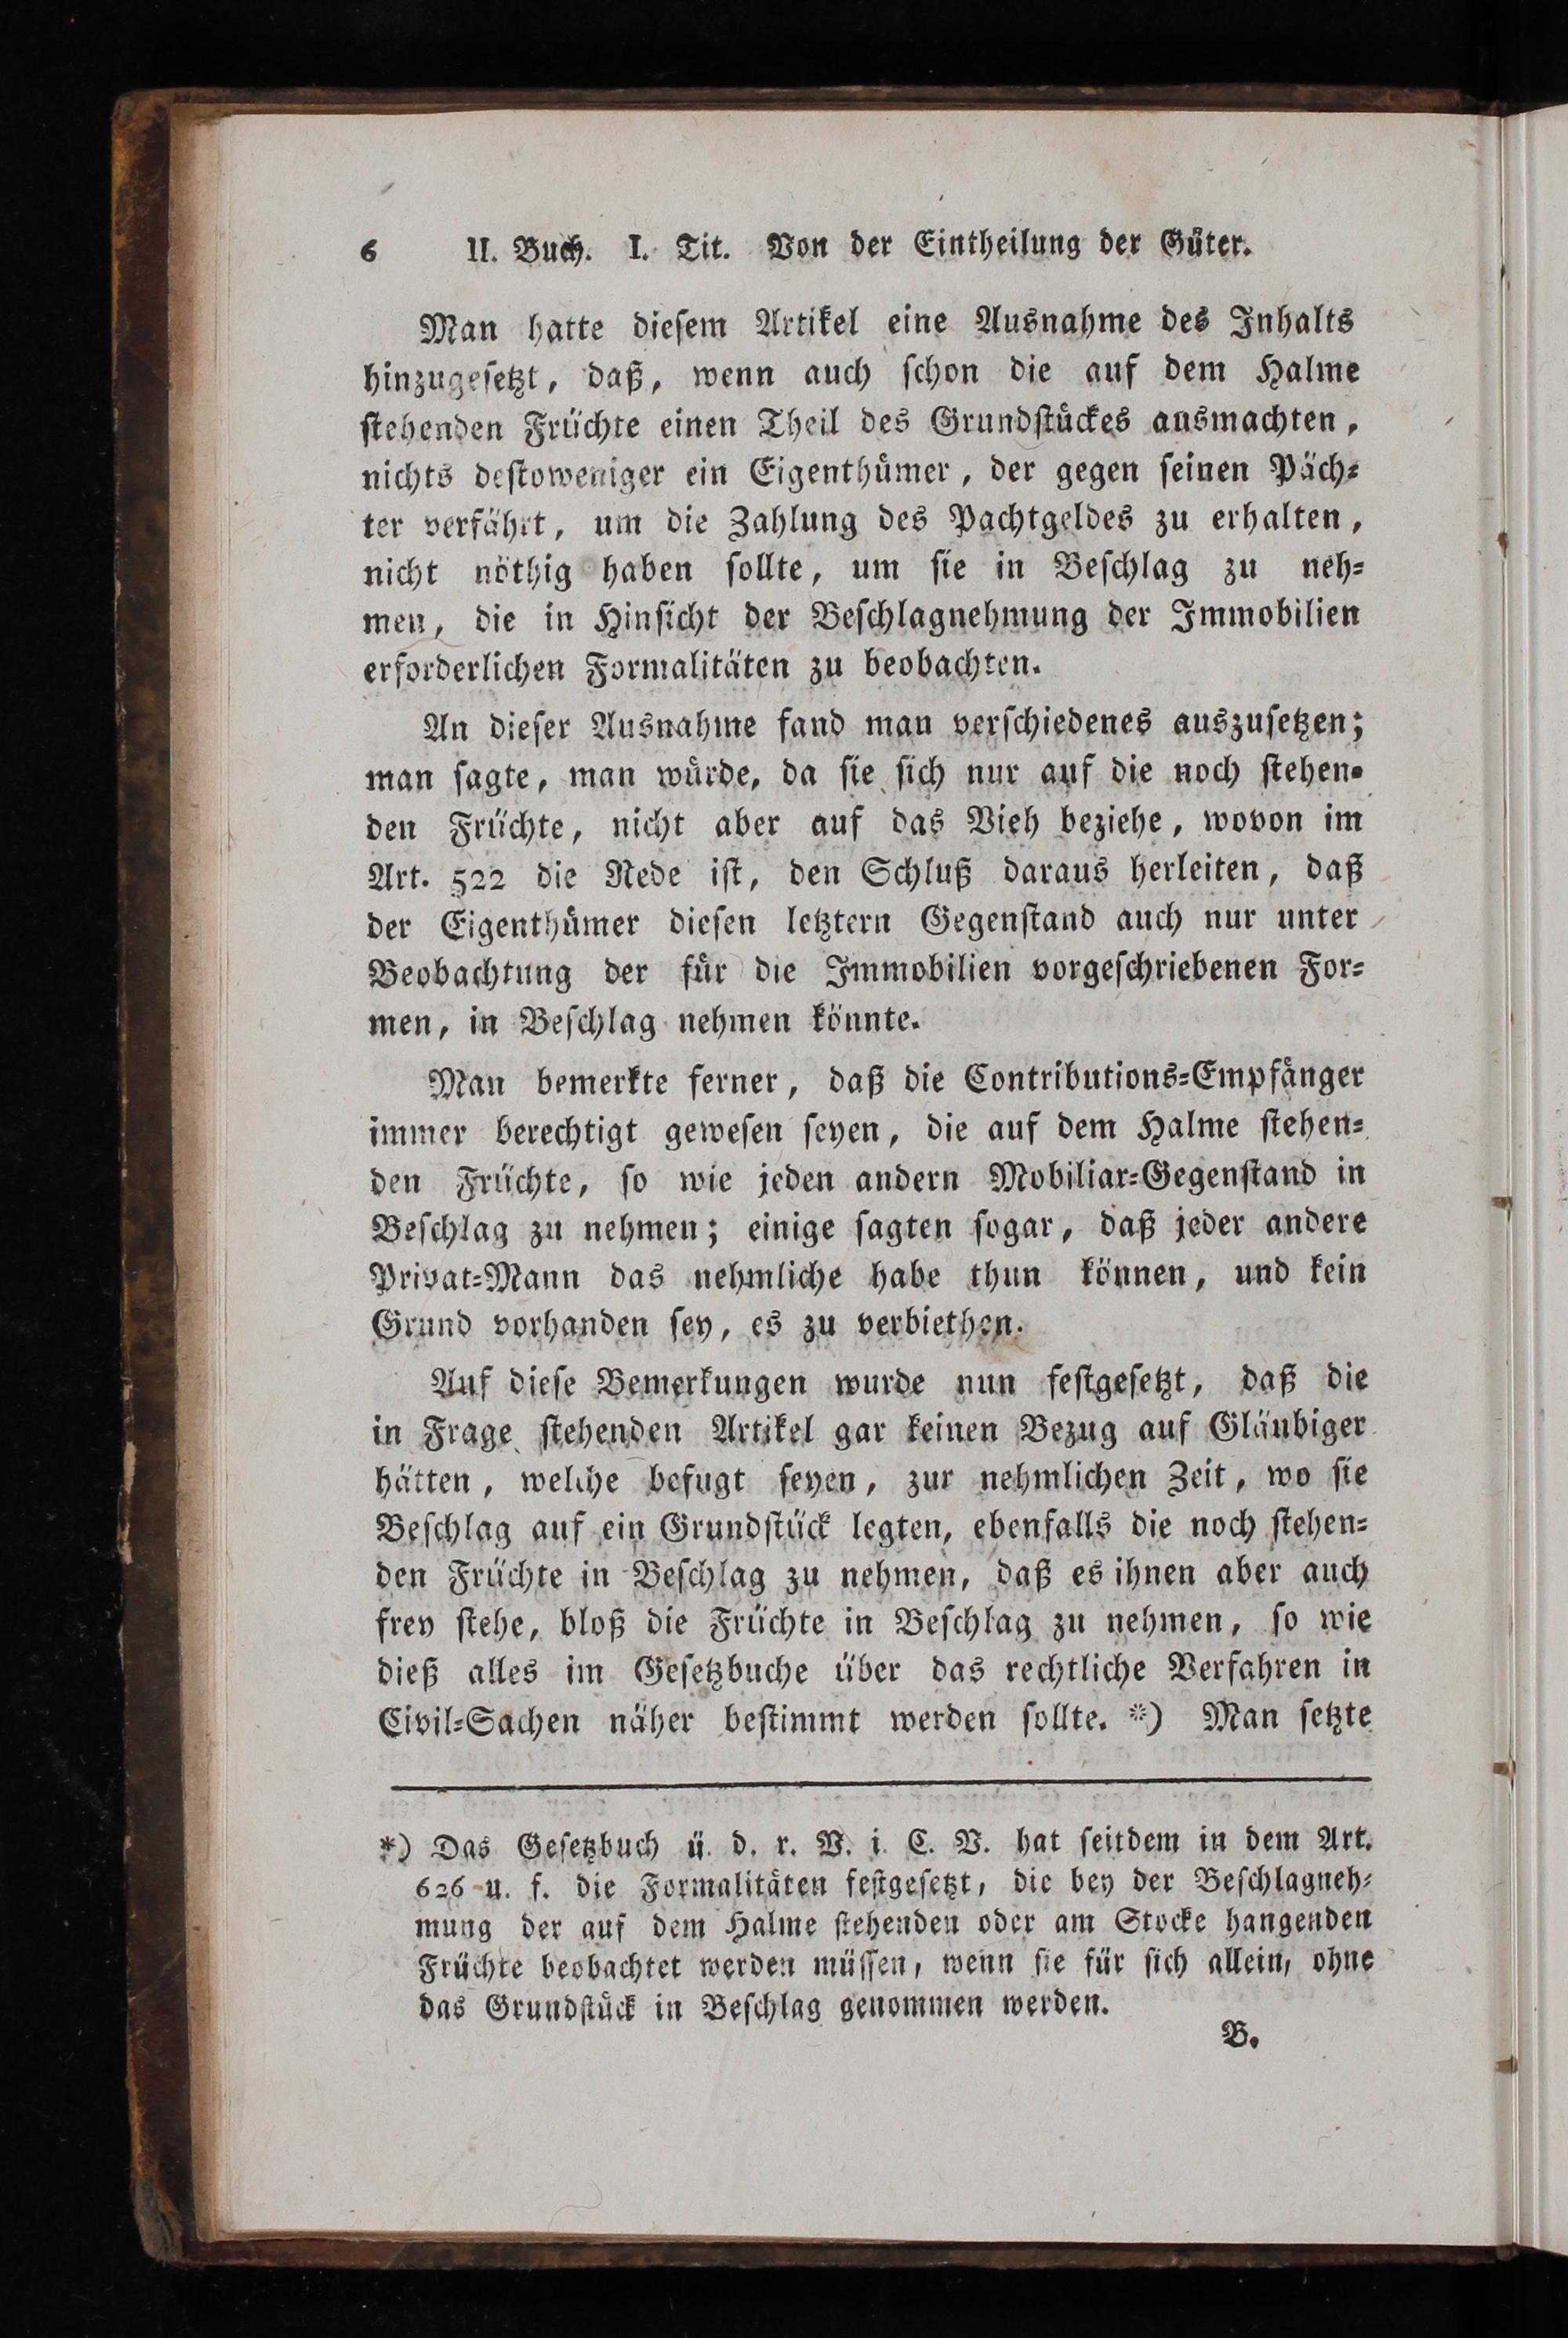 6 II. Buch. I. Tit. Von der Eintheilung der Güter.
Man hatte diesem Artikel eine Ausnahme des Inhalts
hinzugesetzt, daß, wenn auch schon die auf dem Halme
stehenden Früchte einen Theil des Grundstückes ausmachten,
nichts destoweniger ein Eigenthümer, der gegen seinen Päch=
ter verfährt, um die Zahlung des Pachtgeldes zu erhalten,
nicht nöthig haben sollte, um sie in Beschlag zu neh=
men, die in Hinsicht der Beschlagnehmung der Immobilien
erforderlichen Formalitäten zu beobachten.
An dieser Ausnahme fand man verschiedenes auszusetzen;
man sagte, man würde, da sie sich nur auf die noch stehen=
den Früchte, nicht aber auf das Vieh beziehe, wovon im
Art. 522 die Rede ist, den Schluß daraus herleiten, daß
der Eigenthümer diesen letztern Gegenstand auch nur unter
Beobachtung der für die Immobilien vorgeschriebenen For=
men, in Beschlag nehmen könnte.
Man bemerkte ferner, daß die Contributions=Empfänger
immer berechtigt gewesen seyen, die auf dem Halme stehen=
den Früchte, so wie jeden andern Mobiliar=Gegenstand in
Beschlag zu nehmen; einige sagten sogar, daß jeder andere
Privat=Mann das nehmliche habe thun können, und kein
Grund vorhanden sey, es zu verbiethen.
Auf diese Bemerkungen wurde nun festgesetzt, daß die
in Frage stehenden Artikel gar keinen Bezug auf Gläubiger
hätten, welche befugt seyen, zur nehmlichen Zeit, wo sie
Beschlag auf ein Grundstück legten, ebenfalls die noch stehen=
den Früchte in Beschlag zu nehmen, daß es ihnen aber auch
frey stehe, bloß die Früchte in Beschlag zu nehmen, so wie
dieß alles im Gesetzbuche über das rechtliche Verfahren in
Civil=Sachen näher bestimmt werden sollte. *) Man setzte
*) Das Gesetzbuch ü. d. r. V. i. C. V. hat seitdem in dem Art.
626 u. f. die Formalitäten festgesetzt, die bey der Beschlagneh=
mung der auf dem Halme stehenden oder am Stocke hangenden
Früchte beobachtet werden müssen, wenn sie für sich allein, ohne
das Grundstück in Beschlag genommen werden.
B.